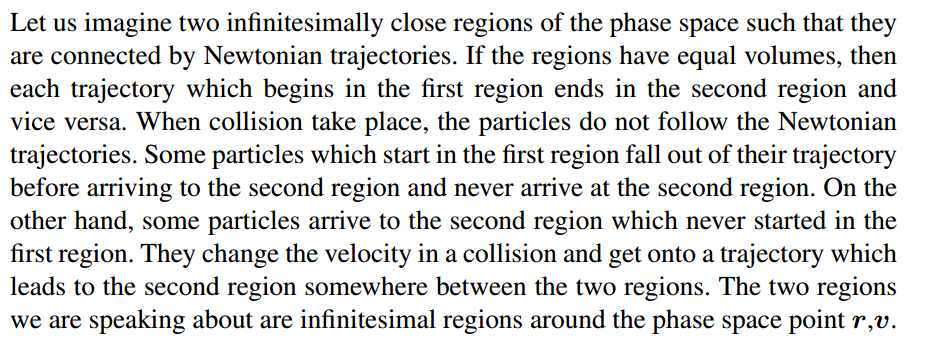 Let us imagine two infinitesimally close regions of the phase space such that they
are connected by Newtonian trajectories. If the regions have equal volumes, then
each trajectory which begins in the first region ends in the second region and
vice versa. When collision take place, the particles do not follow the Newtonian
trajectories. Some particles which start in the first region fall out of their trajectory
before arriving to the second region and never arrive at the second region. On the
other hand, some particles arrive to the second region which never started in the
first region. They change the velocity in a collision and get onto a trajectory which
leads to the second region somewhere between the two regions. The two regions
we are speaking about are infinitesimal regions around the phase space point r,v.